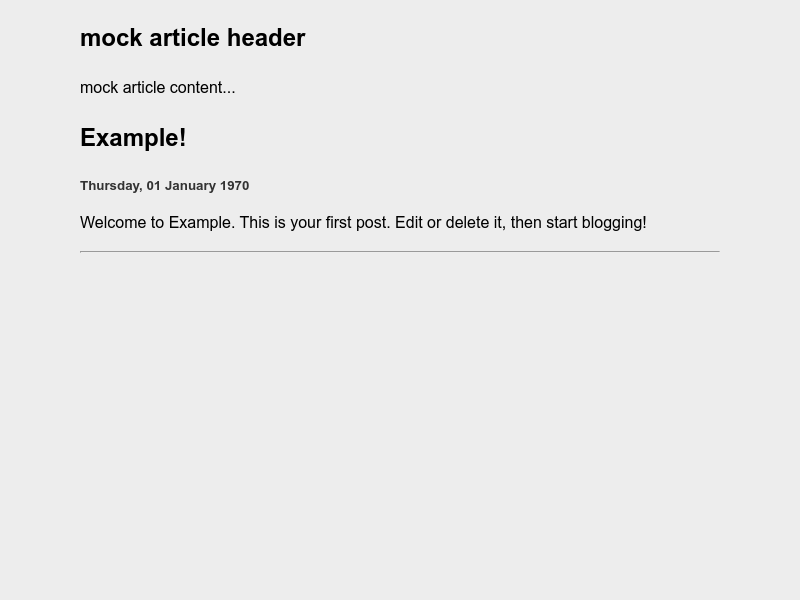 mock article header
mock article content...
Example!
Thursday, 01 January 1970
Welcome to Example. This is your first post. Edit or delete it, then start blogging!